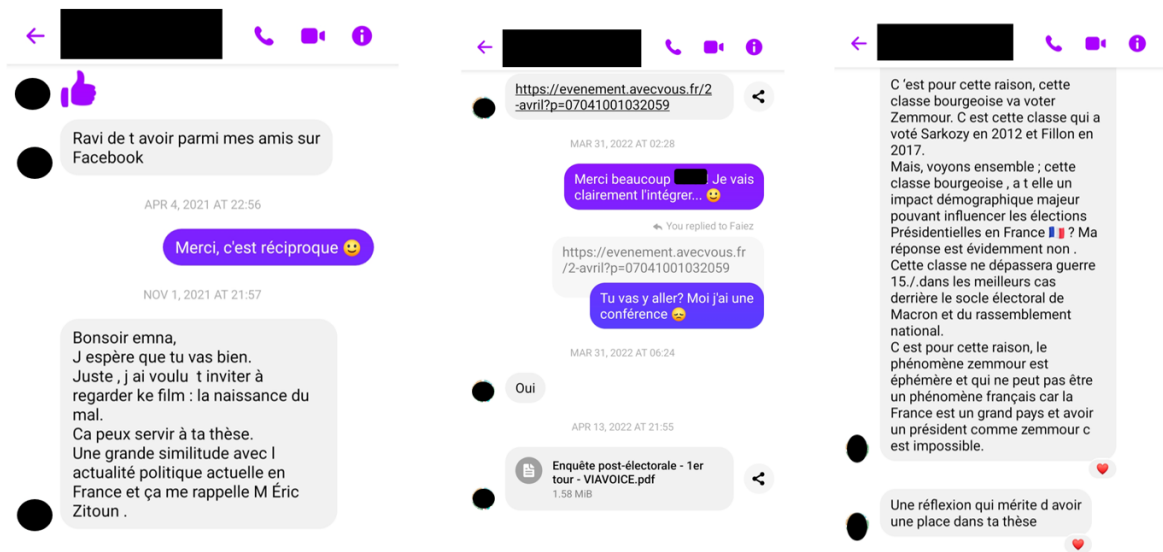 Ravi de t avoir parmi mes amis sur
Facebook
APR 4, 2021 AT 22:56
Merci, c'est réciproque 🙂
NOV 1, 2021 AT 21:57
Bonsoir emna,
J espère que tu vas bien.
Juste , j ai voulu t inviter à
regarder ke film : la naissance du
mal.
Ca peux servir à ta thèse.
Une grande similitude avec l
actualité politique actuelle en
France et ça me rappelle M Éric
Zitoun .
https://evenement.avecvous.fr/2
-avril?p=07041001032059
MAR 31, 2022 AT 02:28
Merci beaucoup ! Je vais
clairement l'intégrer... 🙂
You replied to Faiez
https://evenement.avecvous.fr
/2-avril?p=07041001032059
Tu vas y aller? Moi j'ai une
conférence 😞
MAR 31, 2022 AT 06:24
Oui
APR 13, 2022 AT 21:55
Enquête post-électorale - 1er
tour - VIAVOICE.pdf
1.58 MiB
C 'est pour cette raison, cette
classe bourgeoise va voter
Zemmour. C est cette classe qui a
voté Sarkozy en 2012 et Fillon en
2017.
Mais, voyons ensemble ; cette
classe bourgeoise , a t elle un
impact démographique majeur
pouvant influencer les élections
Présidentielles en France 🇫🇷 ? Ma
réponse est évidemment non .
Cette classe ne dépassera guerre
15./.dans les meilleurs cas
derrière le socle électoral de
Macron et du rassemblement
national.
C est pour cette raison, le
phénomène zemmour est
éphémère et qui ne peut pas être
un phénomène français car la
France est un grand pays et avoir
un président comme zemmour c
est impossible.
Une réflexion qui mérite d avoir
une place dans ta thèse